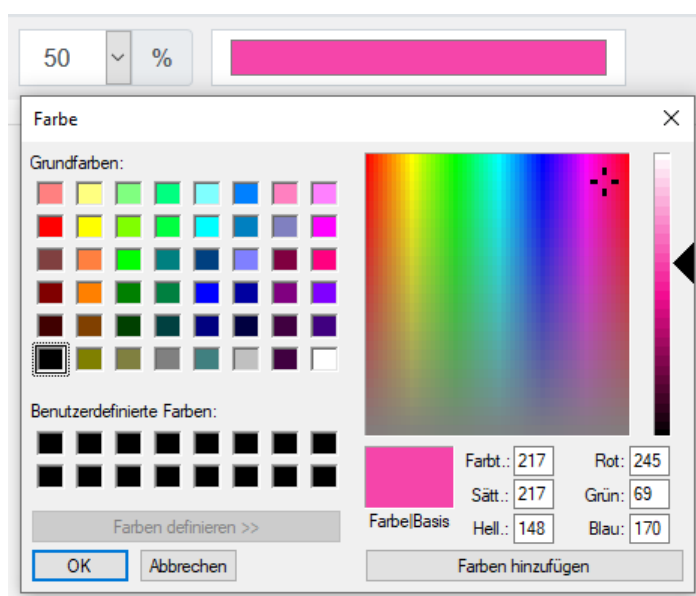 50 %
Farbe
Grundfarben:
Benutzerdefinierte Farben:
Farben definieren >>
OK Abbrechen
Farbe|Basis
Farbt.: 217 Rot: 245
Sätt.: 217 Grün: 69
Hell.: 148 Blau: 170
Farben hinzufügen